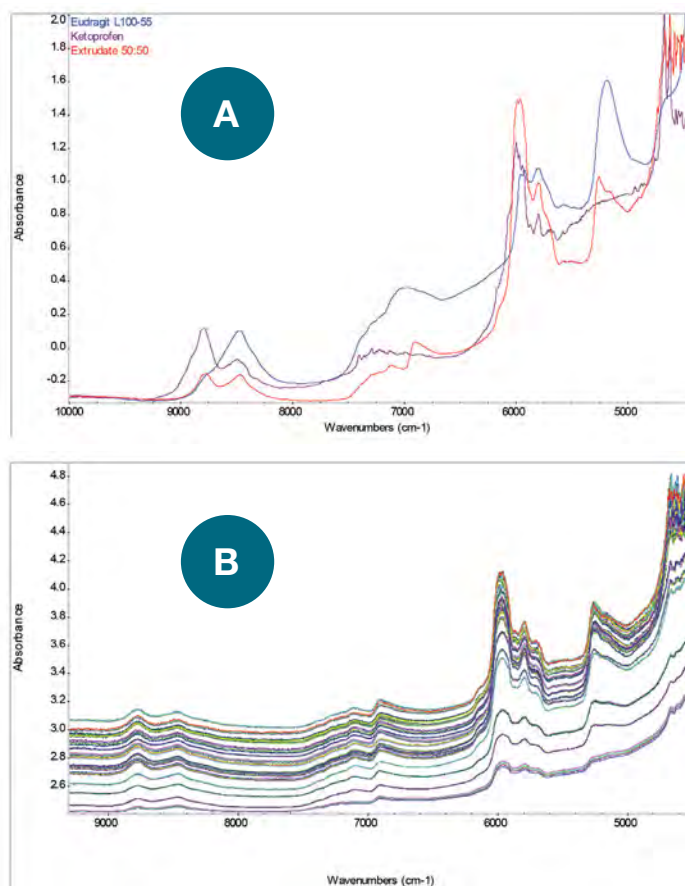 2.0
Eudragit L100-55
1.8
Ketoprofen
Extrudate 50:50
1.6
A
1.4
1.2
1.0
0.8
0.6
0.4
0.2
0.0
-0.2
Absorbance
10000 9000 8000 7000 6000 5000
Wavenumbers (cm-1)
4.8
4.6
4.4
B
4.2
4.0
3.8
3.6
3.4
3.2
3.0
2.8
2.6
Absorbance
9000 8000 7000 6000 5000
Wavenumbers (cm-1)